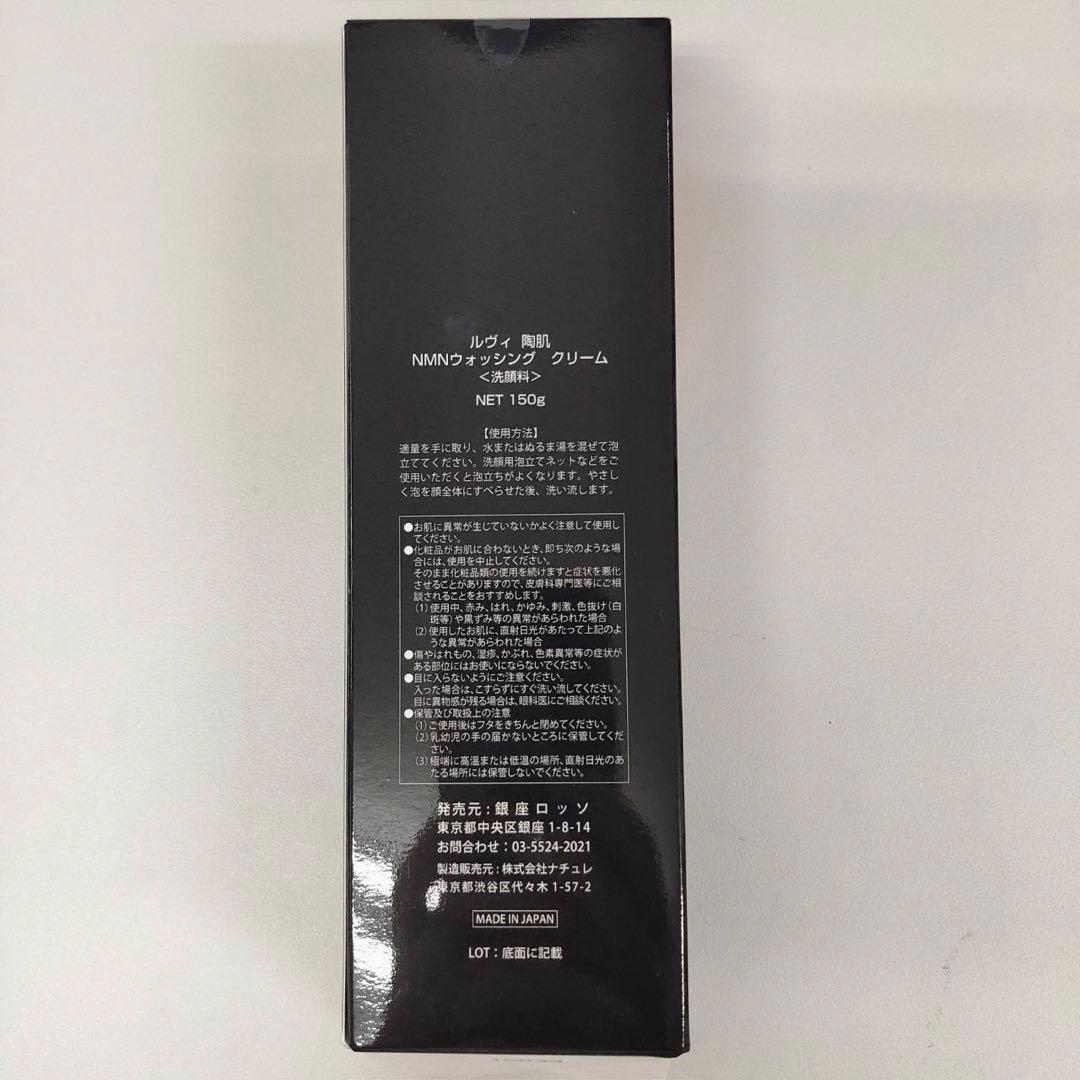 ルヴィ 陶肌
NMNウォッシング クリーム
<洗顔料>
NET 150g
【使用方法】
適量を手に取り、水またはぬるま湯を混ぜて泡
立ててください。洗顔用泡立てネットなどをご
使用いただくと泡立ちがよくなります。やさし
く泡を顔全体にすべらせた後、洗い流します。
●お肌に異常が生じていないかよく注意して使用し
てください。
●化粧品がお肌に合わないとき、即ち次のような場
合には、使用を中止してください。
そのまま化粧品類の使用を続けますと症状を悪化
させることがありますので、皮膚科専門医等にご相
談されることをおすすめします。
(1)使用中、赤み、はれ、かゆみ、刺激、色抜け(白
斑等)や黒ずみ等の異常があらわれた場合
(2)使用したお肌に、直射日光があたって上記のよ
うな異常があらわれた場合
●傷やはれもの、湿疹、かぶれ、色素異常等の症状が
ある部位にはお使いにならないでください。
●目に入らないようにご注意ください。
入った場合は、こすらずにすぐ洗い流してください。
目に異物感が残る場合は、眼科医にご相談ください。
●保管及び取扱上の注意
(1)ご使用後はフタをきちんと閉めてください。
(2)乳幼児の手の届かないところに保管してくだ
さい。
(3)極端に高温または低温の場所、直射日光のあ
たる場所には保管しないでください。
発売元:銀座ロッソ
東京都中央区銀座 1-8-14
お問合わせ:03-5524-2021
製造販売元:株式会社ナチュレ
東京都渋谷区代々木 1-57-2
MADE IN JAPAN
LOT:底面に記載